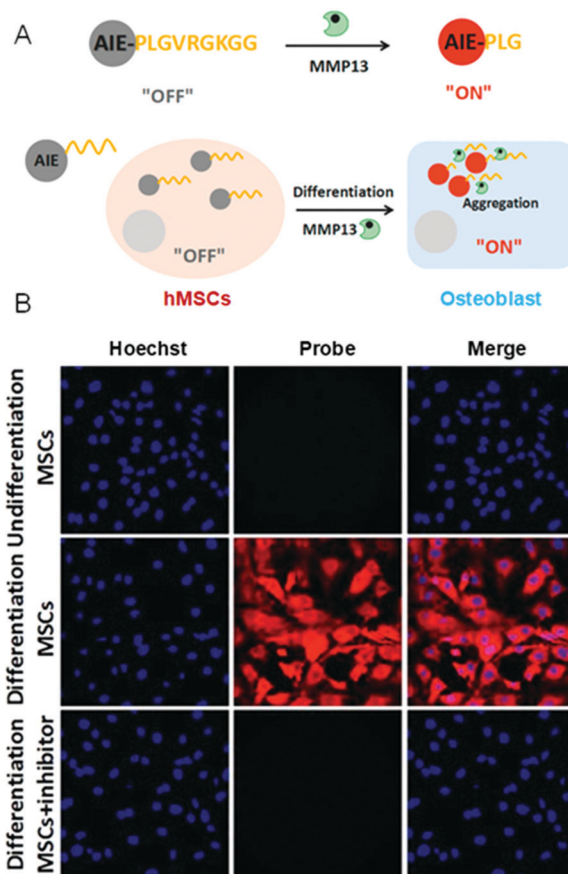 A
AIE-PLGVRGKGG
MMP13
AIE-PLG
"OFF"
"ON"
AIE
Differentiation
MMP13
Aggregation
"OFF"
"ON"
hMSCs
Osteoblast
B
Hoechst
Probe
Merge
Undifferentiation
MSCs
Differentiation
MSCs
Differentiation
MSCs+inhibitor